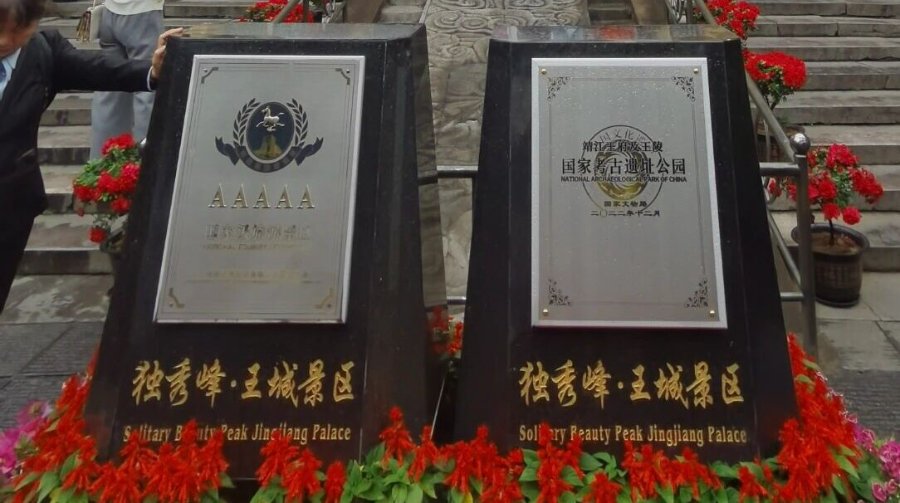 AAAAA
独秀峰·王城景区
Solitary Beauty Peak Jingjiang Palace
靖江王府及王陵
国家考古遗址公园
NATIONAL ARCHAEOLOGICAL PARK OF CHINA
国家文物局
二〇二二年十二月
独秀峰·王城景区
Solitary Beauty Peak Jingjiang Palace